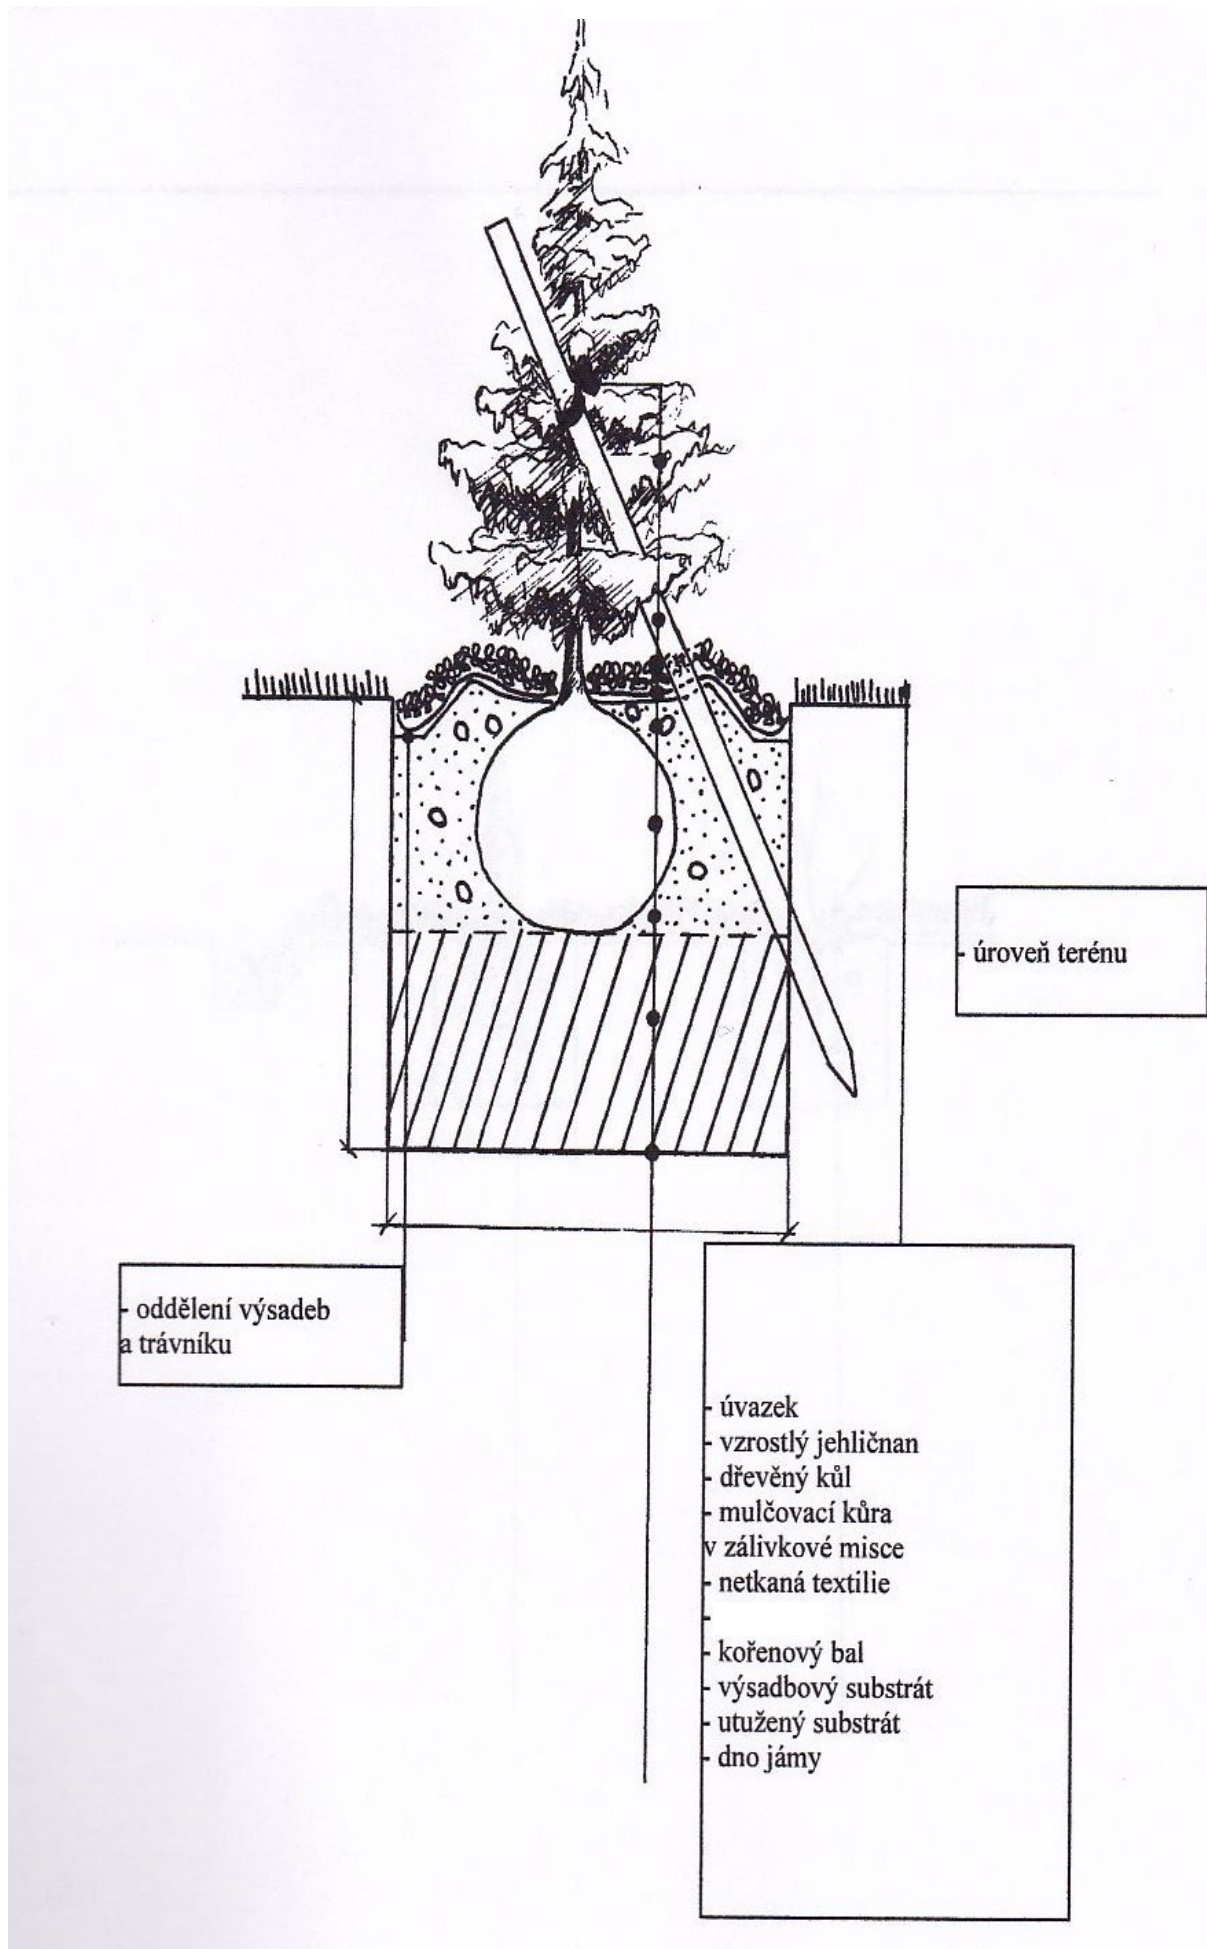 - úroveň terénu
- oddělení výsadeb
a trávníku
- úvazek
- vzrostlý jehličnan
- dřevěný kůl
- mulčovací kůra
v zálivkové misce
- netkaná textilie
-
- kořenový bal
- výsadbový substrát
- utužený substrát
- dno jámy